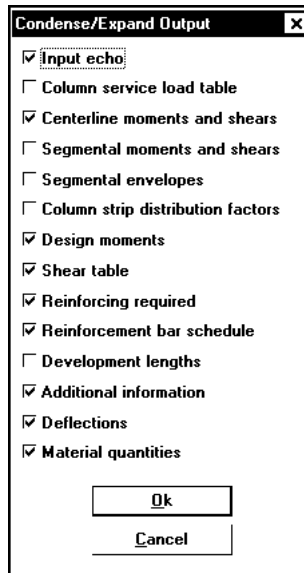 Condense/Expand Output
Input echo
Column service load table
Centerline moments and shears
Segmental moments and shears
Segmental envelopes
Column strip distribution factors
Design moments
Shear table
Reinforcing required
Reinforcement bar schedule
Development lengths
Additional information
Deflections
Material quantities
Ok
Cancel